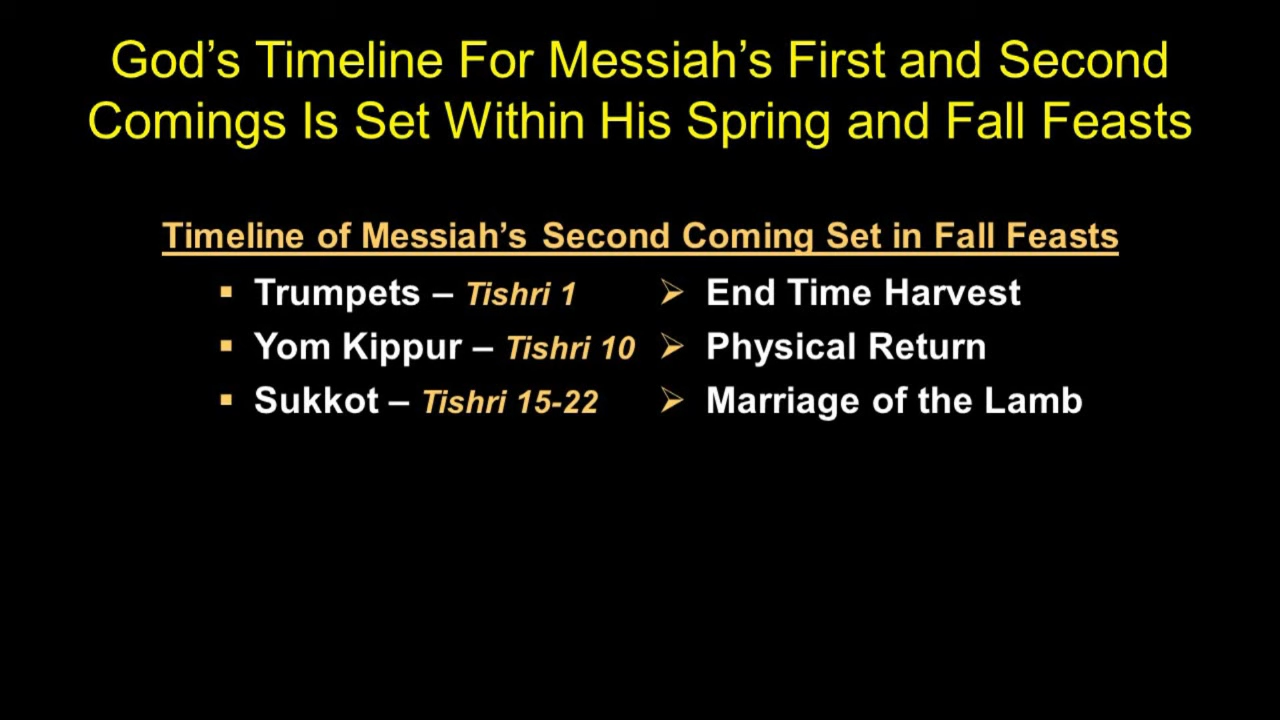 God’s Timeline For Messiah’s First and Second
Comings Is Set Within His Spring and Fall Feasts
Timeline of Messiah’s Second Coming Set in Fall Feasts
▪ Trumpets – Tishri 1 ➢ End Time Harvest
▪ Yom Kippur – Tishri 10 ➢ Physical Return
▪ Sukkot – Tishri 15-22 ➢ Marriage of the Lamb